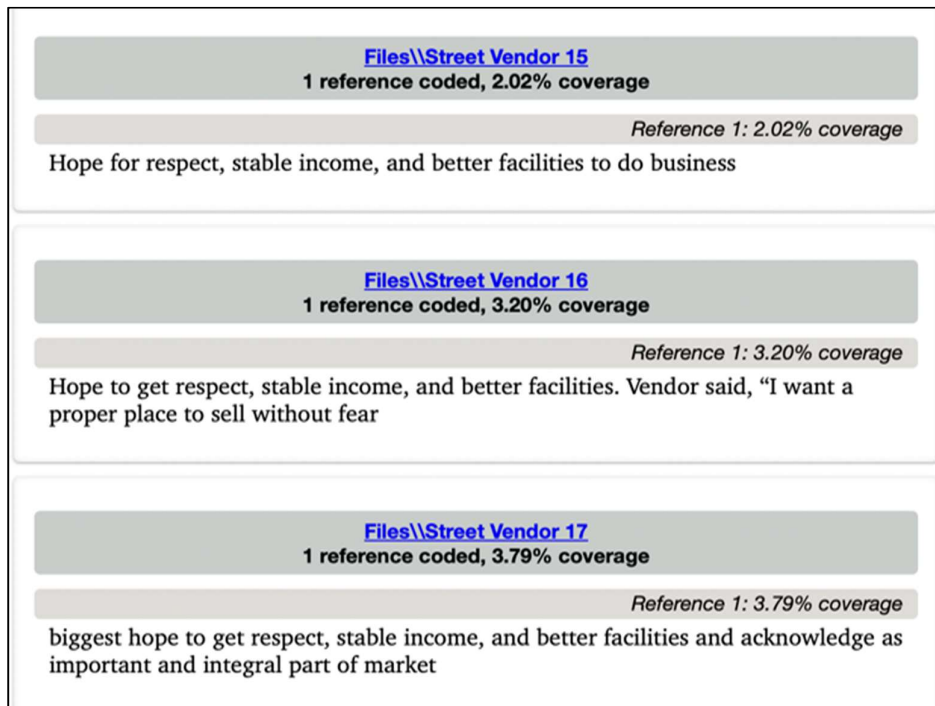 Files\\Street Vendor 15
1 reference coded, 2.02% coverage
Reference 1: 2.02% coverage
Hope for respect, stable income, and better facilities to do business
Files\\Street Vendor 16
1 reference coded, 3.20% coverage
Reference 1: 3.20% coverage
Hope to get respect, stable income, and better facilities. Vendor said, “I want a
proper place to sell without fear
Files\\Street Vendor 17
1 reference coded, 3.79% coverage
Reference 1: 3.79% coverage
biggest hope to get respect, stable income, and better facilities and acknowledge as
important and integral part of market